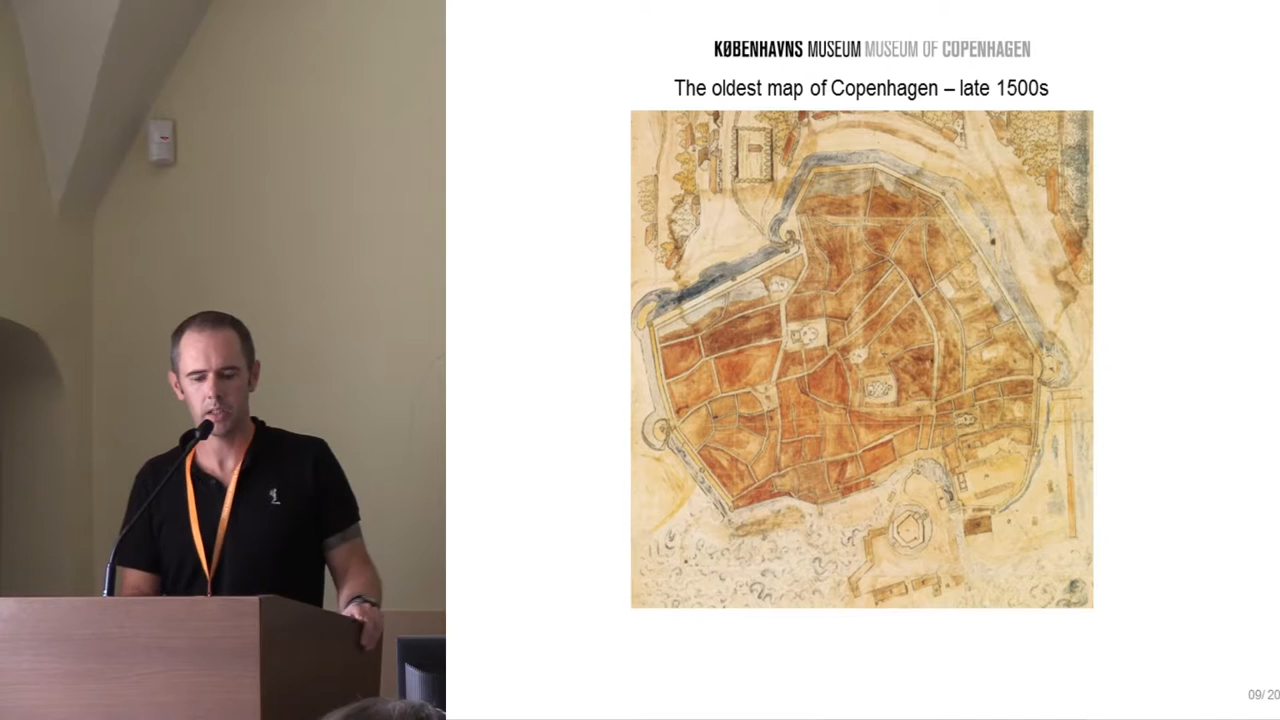 KØBENHAVNS MUSEUM MUSEUM OF COPENHAGEN
The oldest map of Copenhagen – late 1500s
09/20